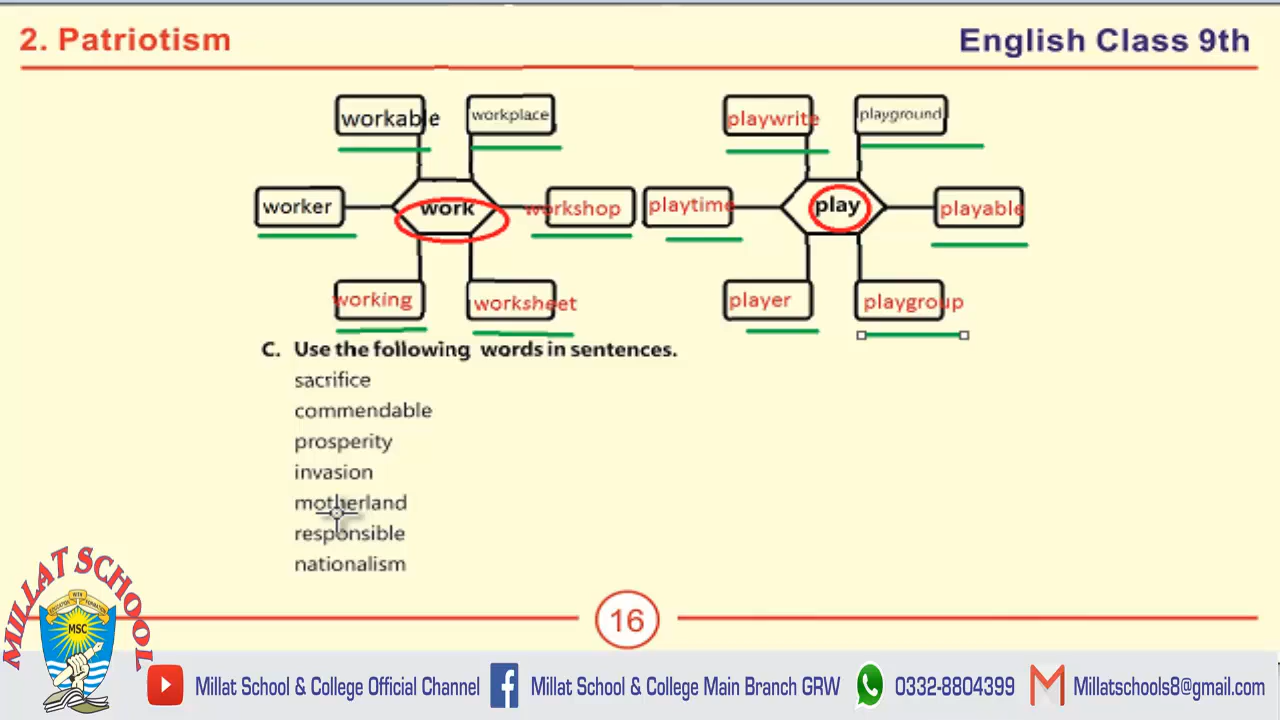 2. Patriotism
English Class 9th
workable
workplace
playwrite
playground
worker
work
workshop
playtime
play
playable
working
worksheet
player
playgroup
C. Use the following words in sentences.
sacrifice
commendable
prosperity
invasion
motherland
responsible
nationalism
MILLAT SCHOOL
MSC
16
Millat School & College Official Channel
Millat School & College Main Branch GRW
0332-8804399
Millatschools8@gmail.com